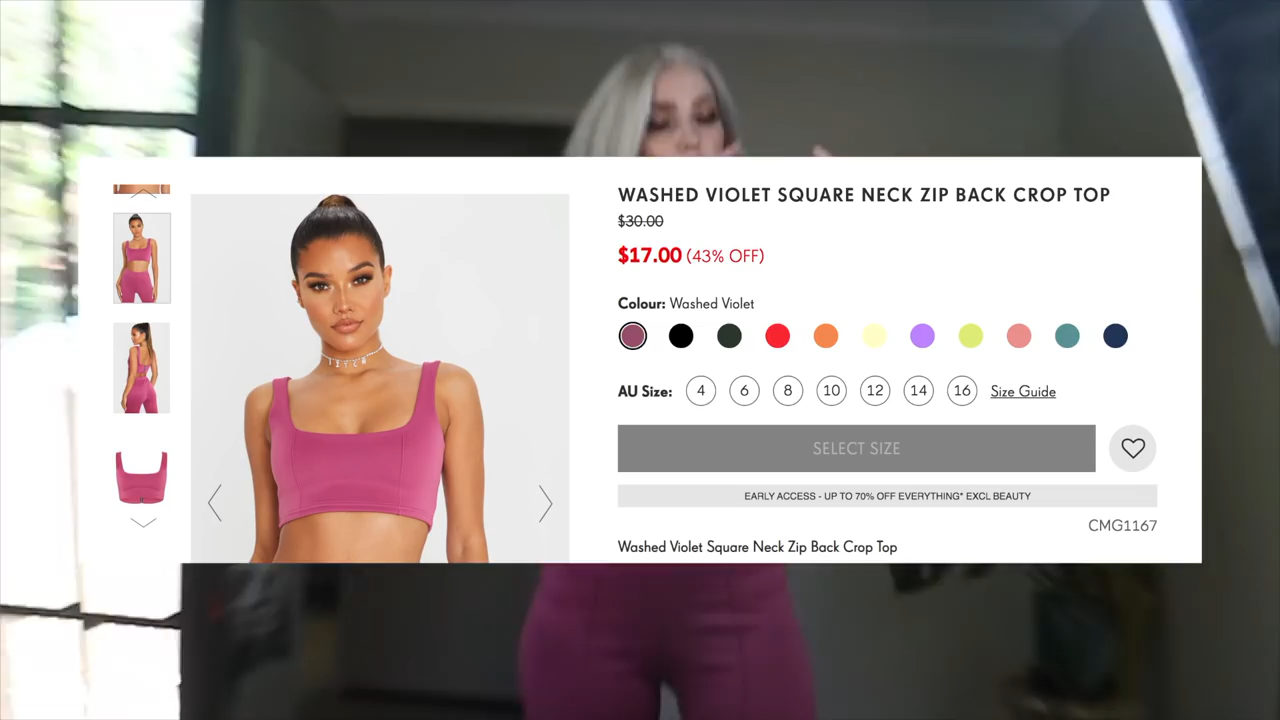 WASHED VIOLET SQUARE NECK ZIP BACK CROP TOP
$30.00
$17.00 (43% OFF)
Colour: Washed Violet
AU Size: 4 6 8 10 12 14 16 Size Guide
SELECT SIZE
EARLY ACCESS - UP TO 70% OFF EVERYTHING* EXCL BEAUTY
CMG1167
Washed Violet Square Neck Zip Back Crop Top